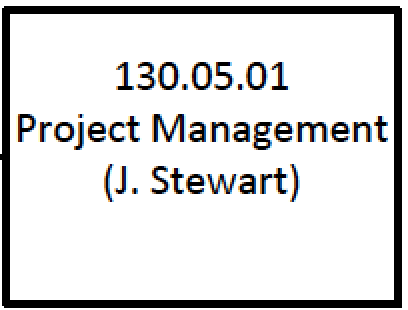 130.05.01
Project Management
(J. Stewart)